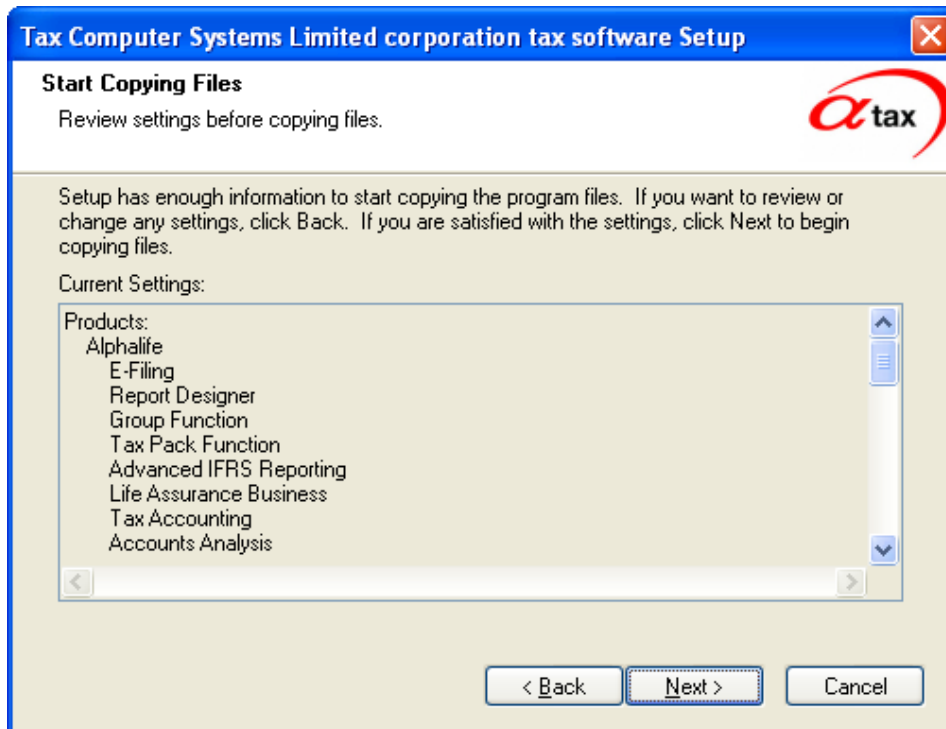 Tax Computer Systems Limited corporation tax software Setup
Start Copying Files
Review settings before copying files.
α tax
Setup has enough information to start copying the program files.  If you want to review or
change any settings, click Back.  If you are satisfied with the settings, click Next to begin
copying files.
Current Settings:
Products:
Alphalife
E-Filing
Report Designer
Group Function
Tax Pack Function
Advanced IFRS Reporting
Life Assurance Business
Tax Accounting
Accounts Analysis
< Back
Next >
Cancel